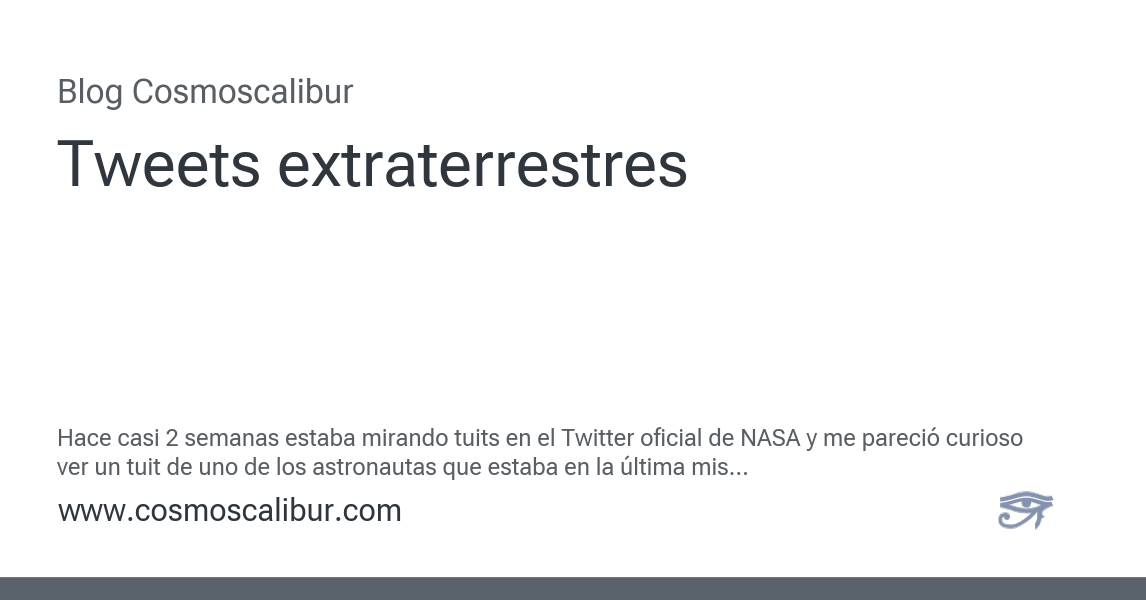 Blog Cosmoscalibur
Tweets extraterrestres
Hace casi 2 semanas estaba mirando tuits en el Twitter oficial de NASA y me pareció curioso
ver un tuit de uno de los astronautas que estaba en la última mis...
www.cosmoscalibur.com